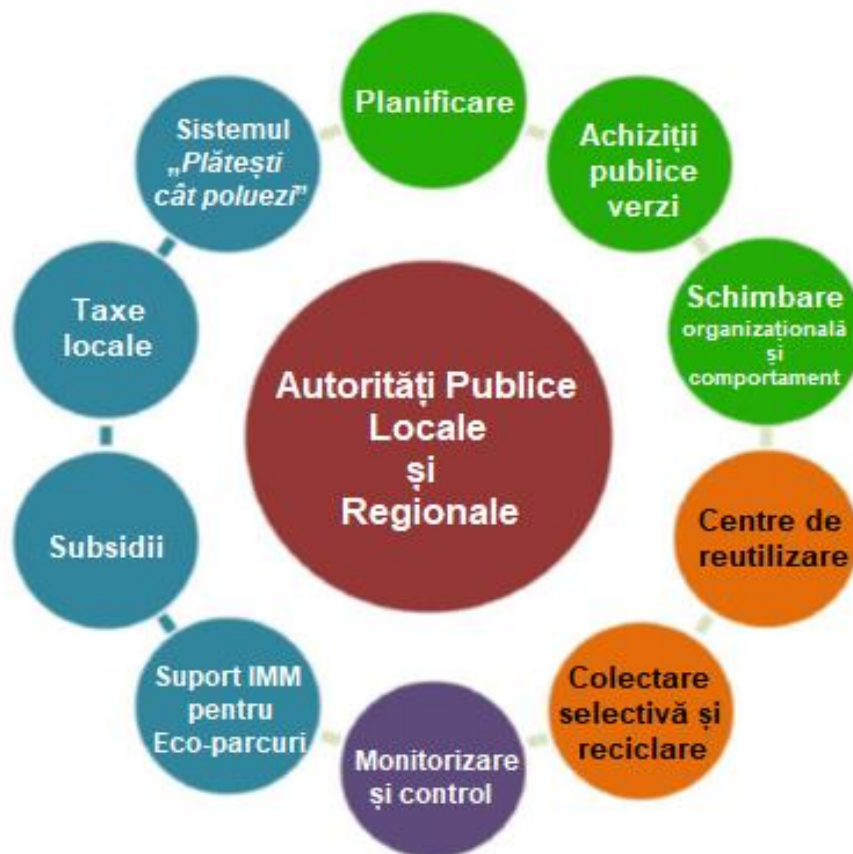 Planificare
Achiziții
publice
verzi
Schimbare
organizațională
și
comportament
Centre de
reutilizare
Colectare
selectivă și
reciclare
Monitorizare
și control
Suport IMM
pentru
Eco-parcuri
Subsidii
Taxe
locale
Sistemul
„Plătești
cât poluezi”
Autorități Publice
Locale
și
Regionale